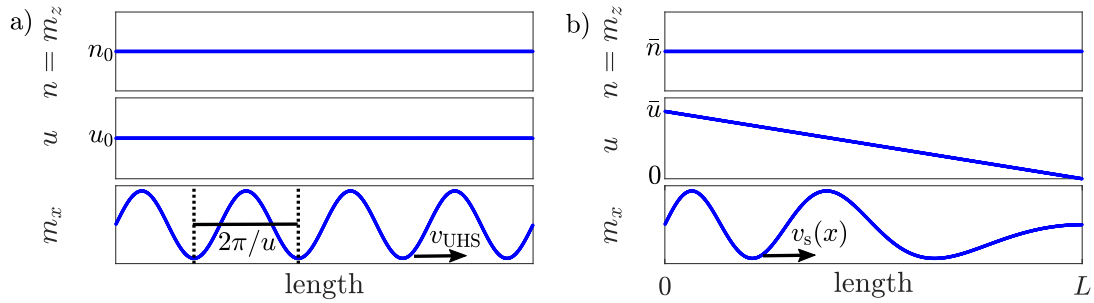 a)
n = m_z
n_0
u
u_0
m_x
2π/u
v_UHS
length
b)
n = m_z
n̄
u
ū
0
m_x
v_s(x)
0
length
L